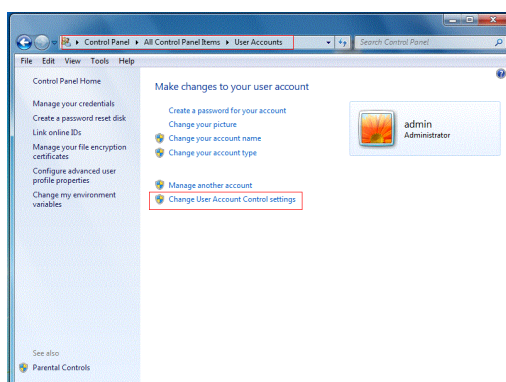 Control Panel ▸ All Control Panel Items ▸ User Accounts
Search Control Panel
File Edit View Tools Help
Control Panel Home
Manage your credentials
Create a password reset disk
Link online IDs
Manage your file encryption
certificates
Configure advanced user
profile properties
Change my environment
variables
See also
Parental Controls
Make changes to your user account
Create a password for your account
Change your picture
Change your account name
Change your account type
Manage another account
Change User Account Control settings
admin
Administrator